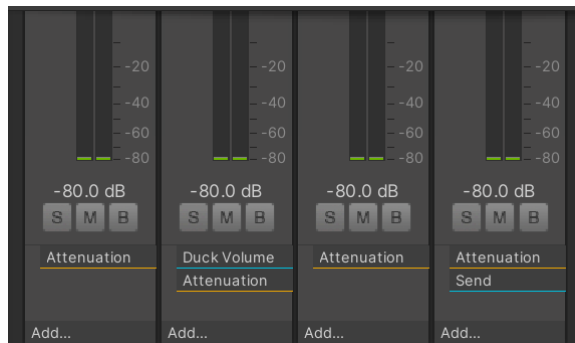 -20 -20 -20 -20
-40 -40 -40 -40
-60 -60 -60 -60
-80 -80 -80 -80
-80.0 dB -80.0 dB -80.0 dB -80.0 dB
S M B S M B S M B S M B
Attenuation Duck Volume Attenuation Attenuation
Attenuation Send
Add... Add... Add... Add...